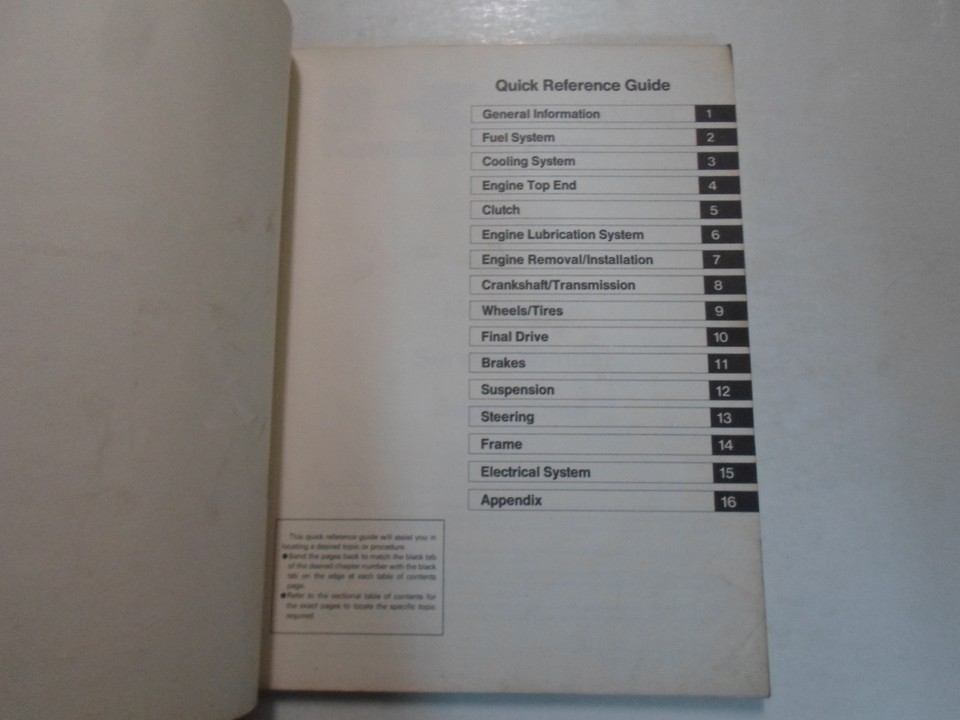 Quick Reference Guide
General Information 1
Fuel System 2
Cooling System 3
Engine Top End 4
Clutch 5
Engine Lubrication System 6
Engine Removal/Installation 7
Crankshaft/Transmission 8
Wheels/Tires 9
Final Drive 10
Brakes 11
Suspension 12
Steering 13
Frame 14
Electrical System 15
Appendix 16
This quick reference guide will assist you in
locating a desired topic or procedure.
●Bend the pages back to match the black tab
of the desired chapter number with the black
tab on the edge at each table of contents
page.
●Refer to the sectional table of contents for
the exact pages to locate the specific topic
required.